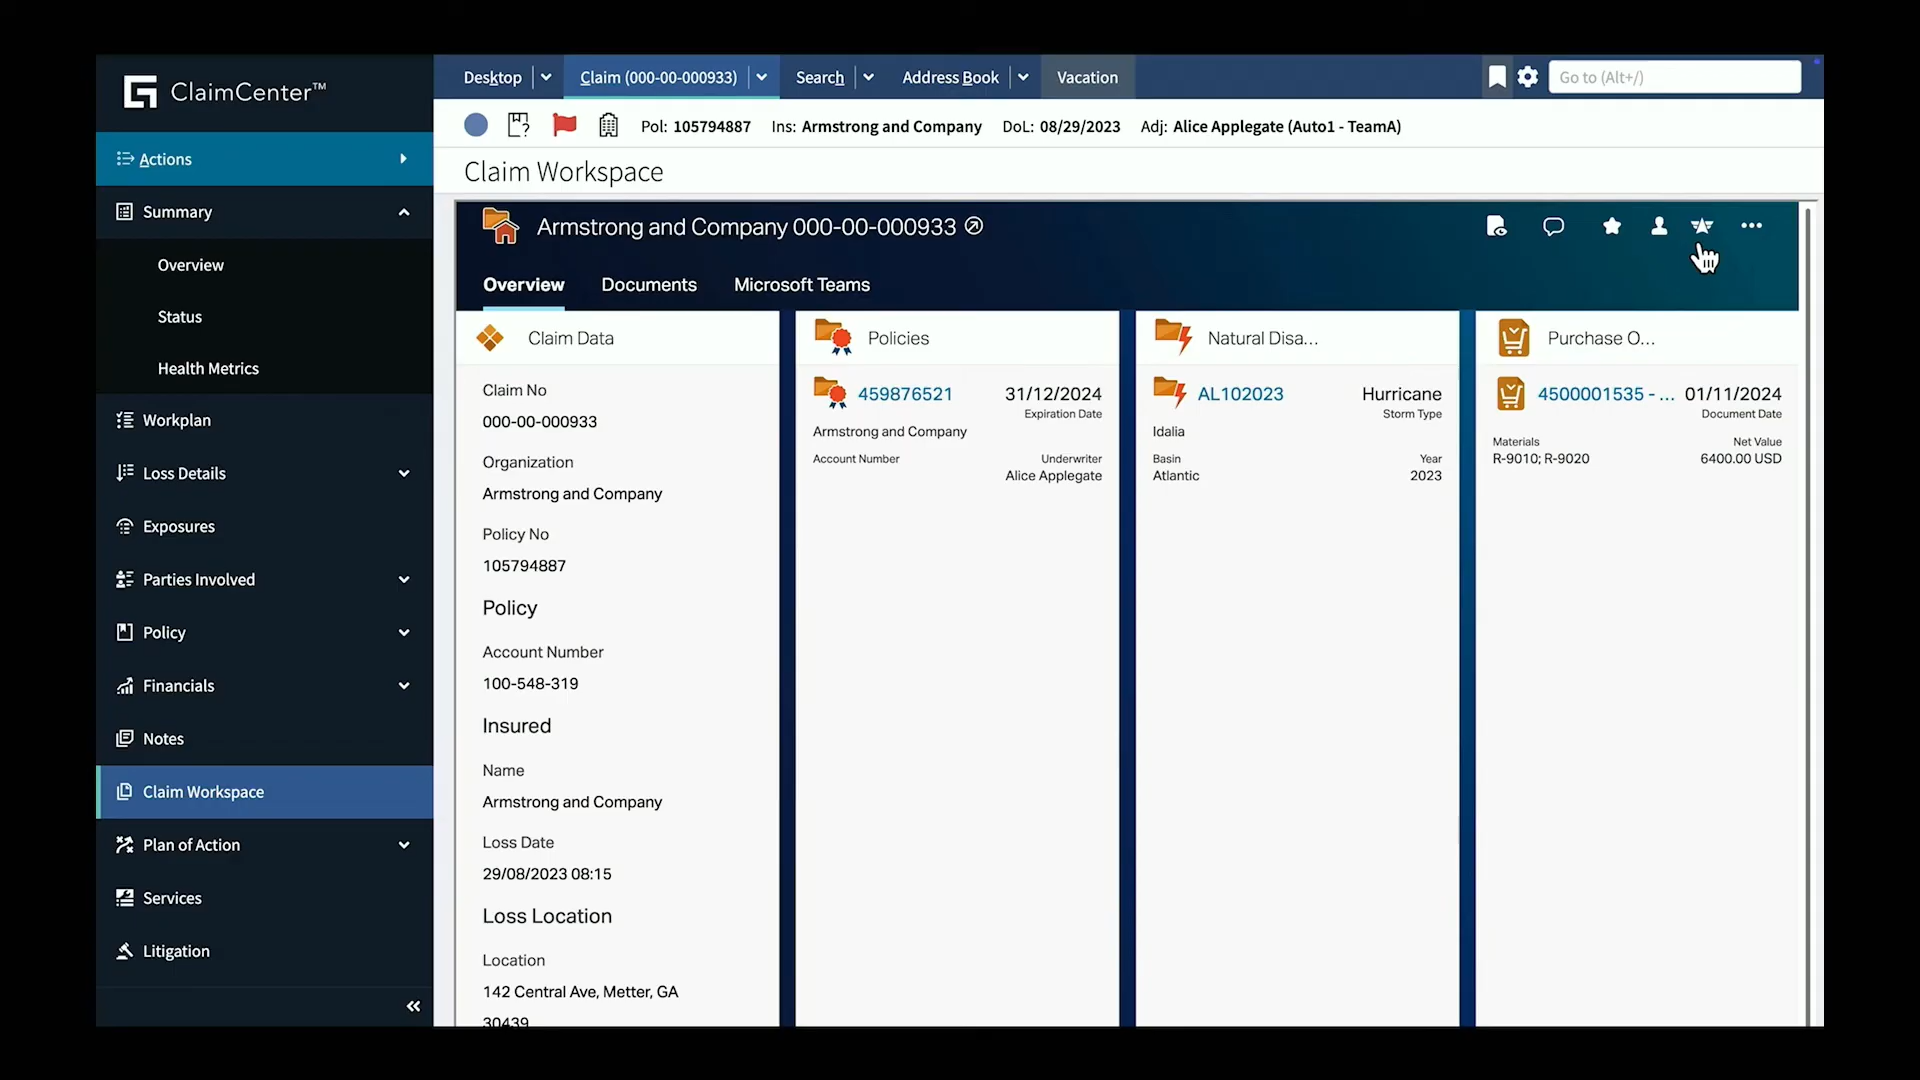 ClaimCenter™
Desktop
Claim (000-00-000933)
Search
Address Book
Vacation
Go to (Alt+/)
Pol: 105794887 Ins: Armstrong and Company DoL: 08/29/2023 Adj: Alice Applegate (Auto1 - TeamA)
Claim Workspace
Actions
Summary
Overview
Status
Health Metrics
Workplan
Loss Details
Exposures
Parties Involved
Policy
Financials
Notes
Claim Workspace
Plan of Action
Services
Litigation
Armstrong and Company 000-00-000933
Overview
Documents
Microsoft Teams
Claim Data
Claim No
000-00-000933
Organization
Armstrong and Company
Policy No
105794887
Policy
Account Number
100-548-319
Insured
Name
Armstrong and Company
Loss Date
29/08/2023 08:15
Loss Location
Location
142 Central Ave, Metter, GA
30439
Policies
459876521 31/12/2024
Expiration Date
Armstrong and Company
Account Number Underwriter
Alice Applegate
Natural Disa...
AL102023 Hurricane
Storm Type
Idalia
Basin Year
Atlantic 2023
Purchase O...
4500001535 - ... 01/11/2024
Document Date
Materials Net Value
R-9010; R-9020 6400.00 USD